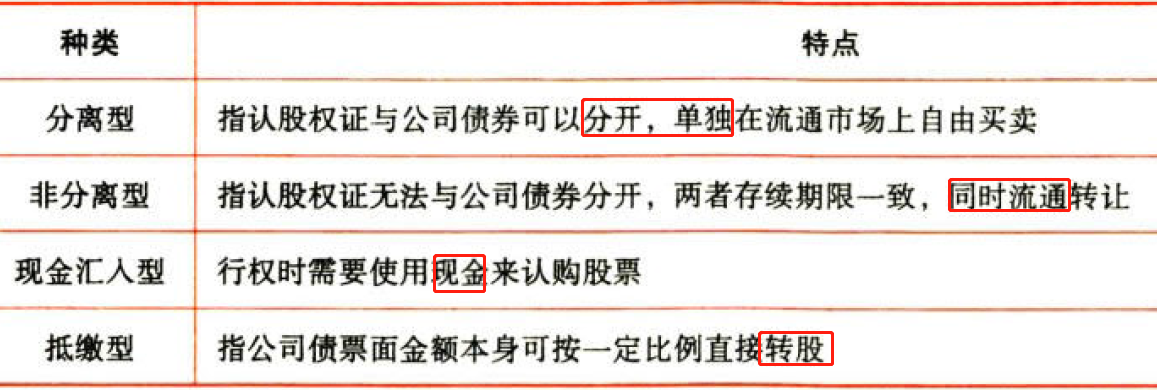 种类 特点
分离型 指认股权证与公司债券可以分开，单独在流通市场上自由买卖
非分离型 指认股权证无法与公司债券分开，两者存续期限一致，同时流通转让
现金汇入型 行权时需要使用现金来认购股票
抵缴型 指公司债票面金额本身可按一定比例直接转股